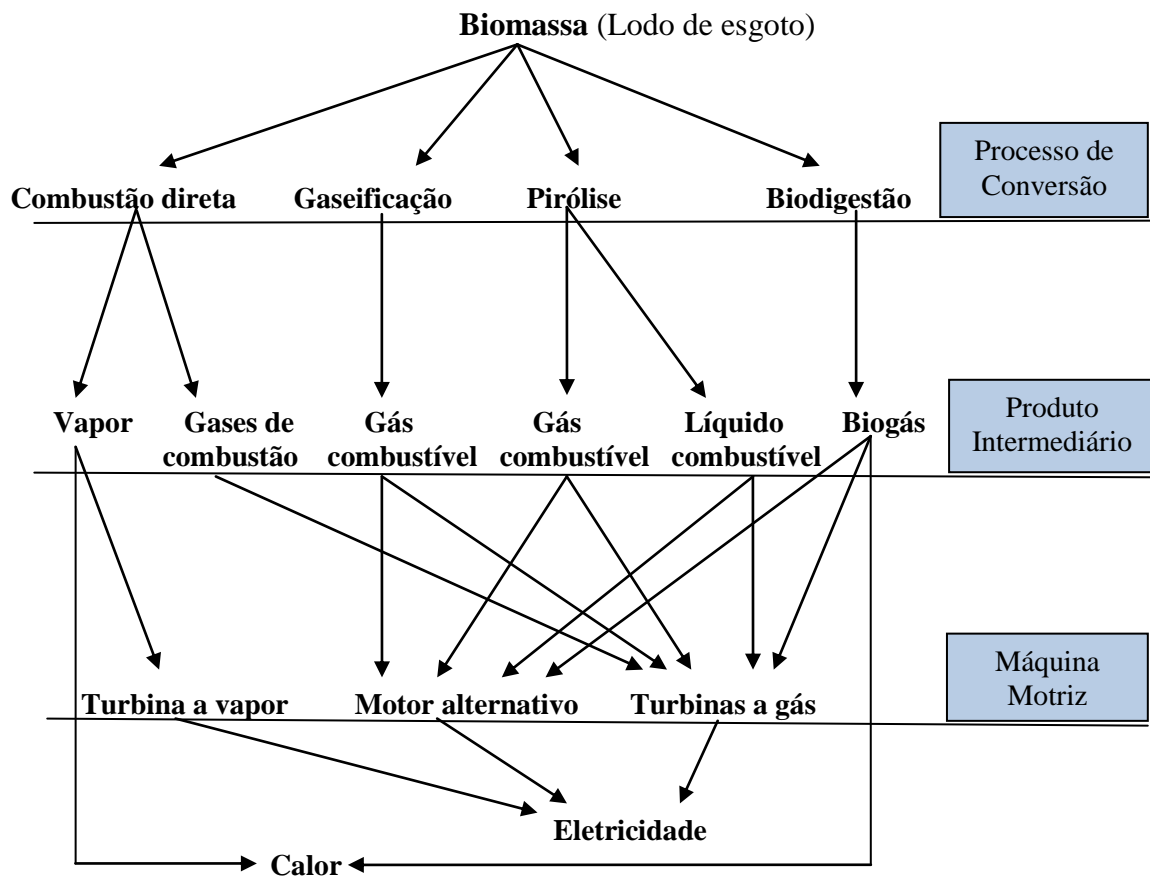 Biomassa (Lodo de esgoto)
Processo de
Conversão
Combustão direta
Gaseificação
Pirólise
Biodigestão
Vapor
Gases de
combustão
Gás
combustível
Gás
combustível
Líquido
combustível
Biogás
Produto
Intermediário
Turbina a vapor
Motor alternativo
Turbinas a gás
Máquina
Motriz
Eletricidade
Calor